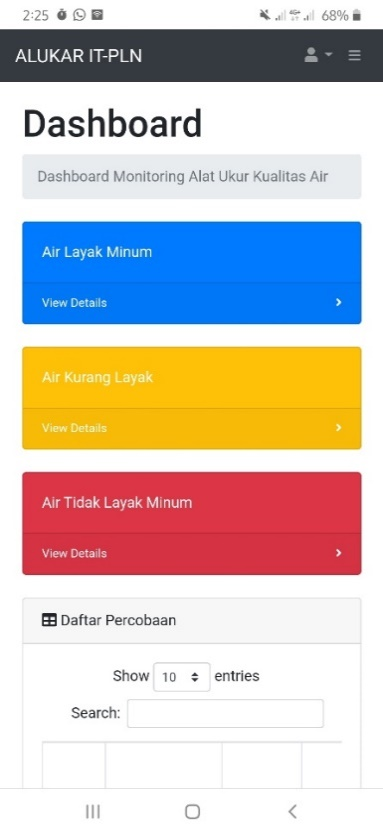 2:25 68%
ALUKAR IT-PLN
Dashboard
Dashboard Monitoring Alat Ukur Kualitas Air
Air Layak Minum
View Details
Air Kurang Layak
View Details
Air Tidak Layak Minum
View Details
Daftar Percobaan
Show 10 entries
Search: